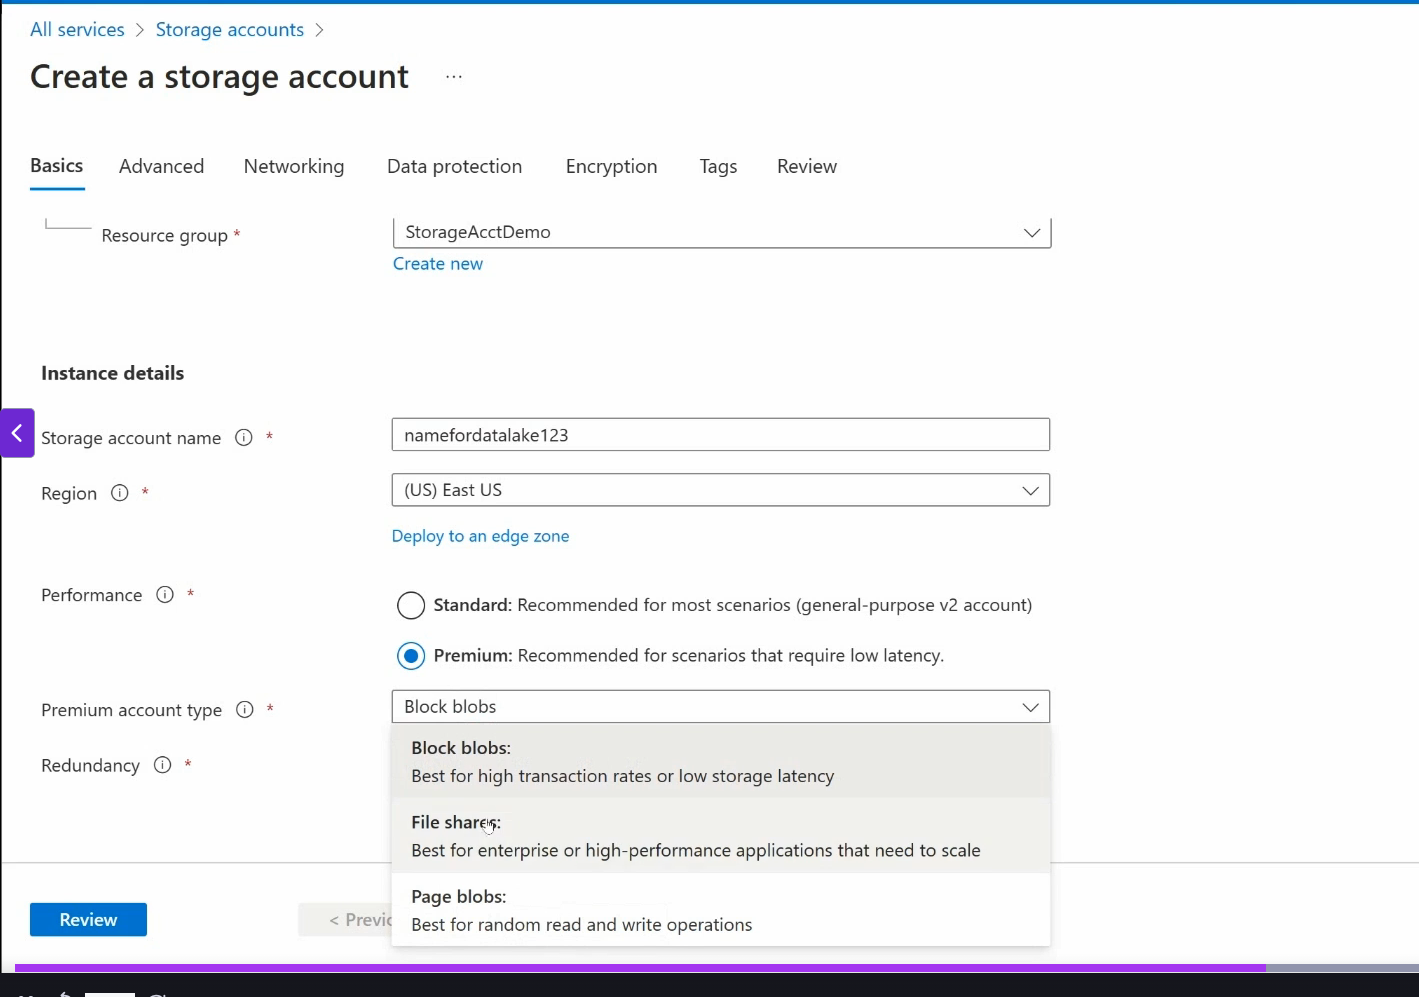 All services > Storage accounts >
Create a storage account ...
Basics Advanced Networking Data protection Encryption Tags Review
Resource group *
StorageAcctDemo
Create new
Instance details
Storage account name *
namefordatalake123
Region *
(US) East US
Deploy to an edge zone
Performance *
Standard: Recommended for most scenarios (general-purpose v2 account)
Premium: Recommended for scenarios that require low latency.
Premium account type *
Block blobs
Redundancy *
Block blobs:
Best for high transaction rates or low storage latency
File shares:
Best for enterprise or high-performance applications that need to scale
Page blobs:
Best for random read and write operations
Review